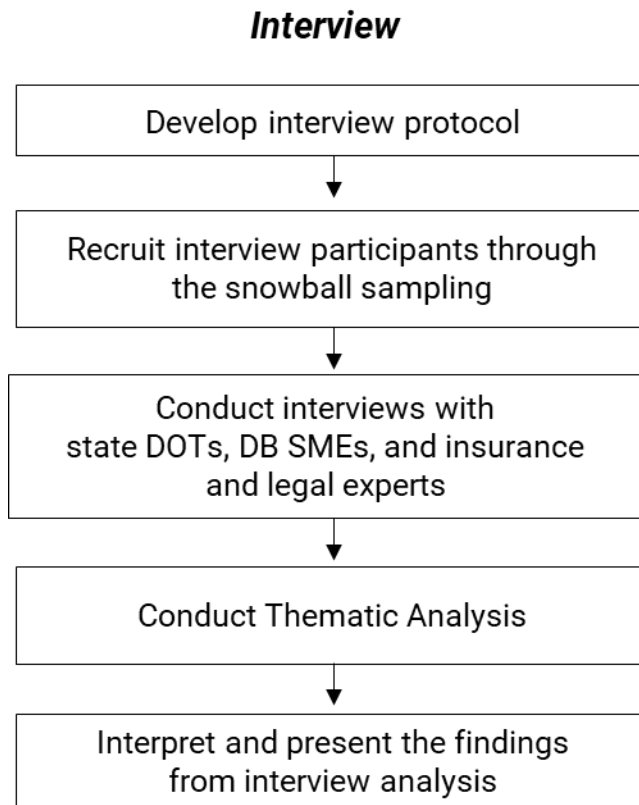 Interview
Develop interview protocol
Recruit interview participants through
the snowball sampling
Conduct interviews with
state DOTs, DB SMEs, and insurance
and legal experts
Conduct Thematic Analysis
Interpret and present the findings
from interview analysis